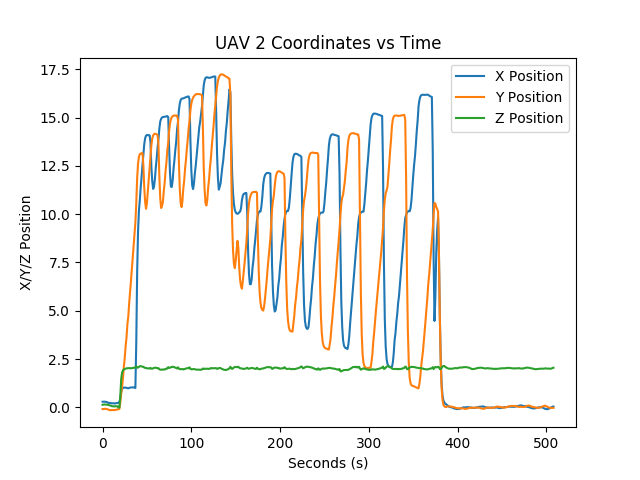 UAV 2 Coordinates vs Time
X Position
Y Position
Z Position
17.5
15.0
12.5
10.0
7.5
5.0
2.5
0.0
X/Y/Z Position
0 100 200 300 400 500
Seconds (s)